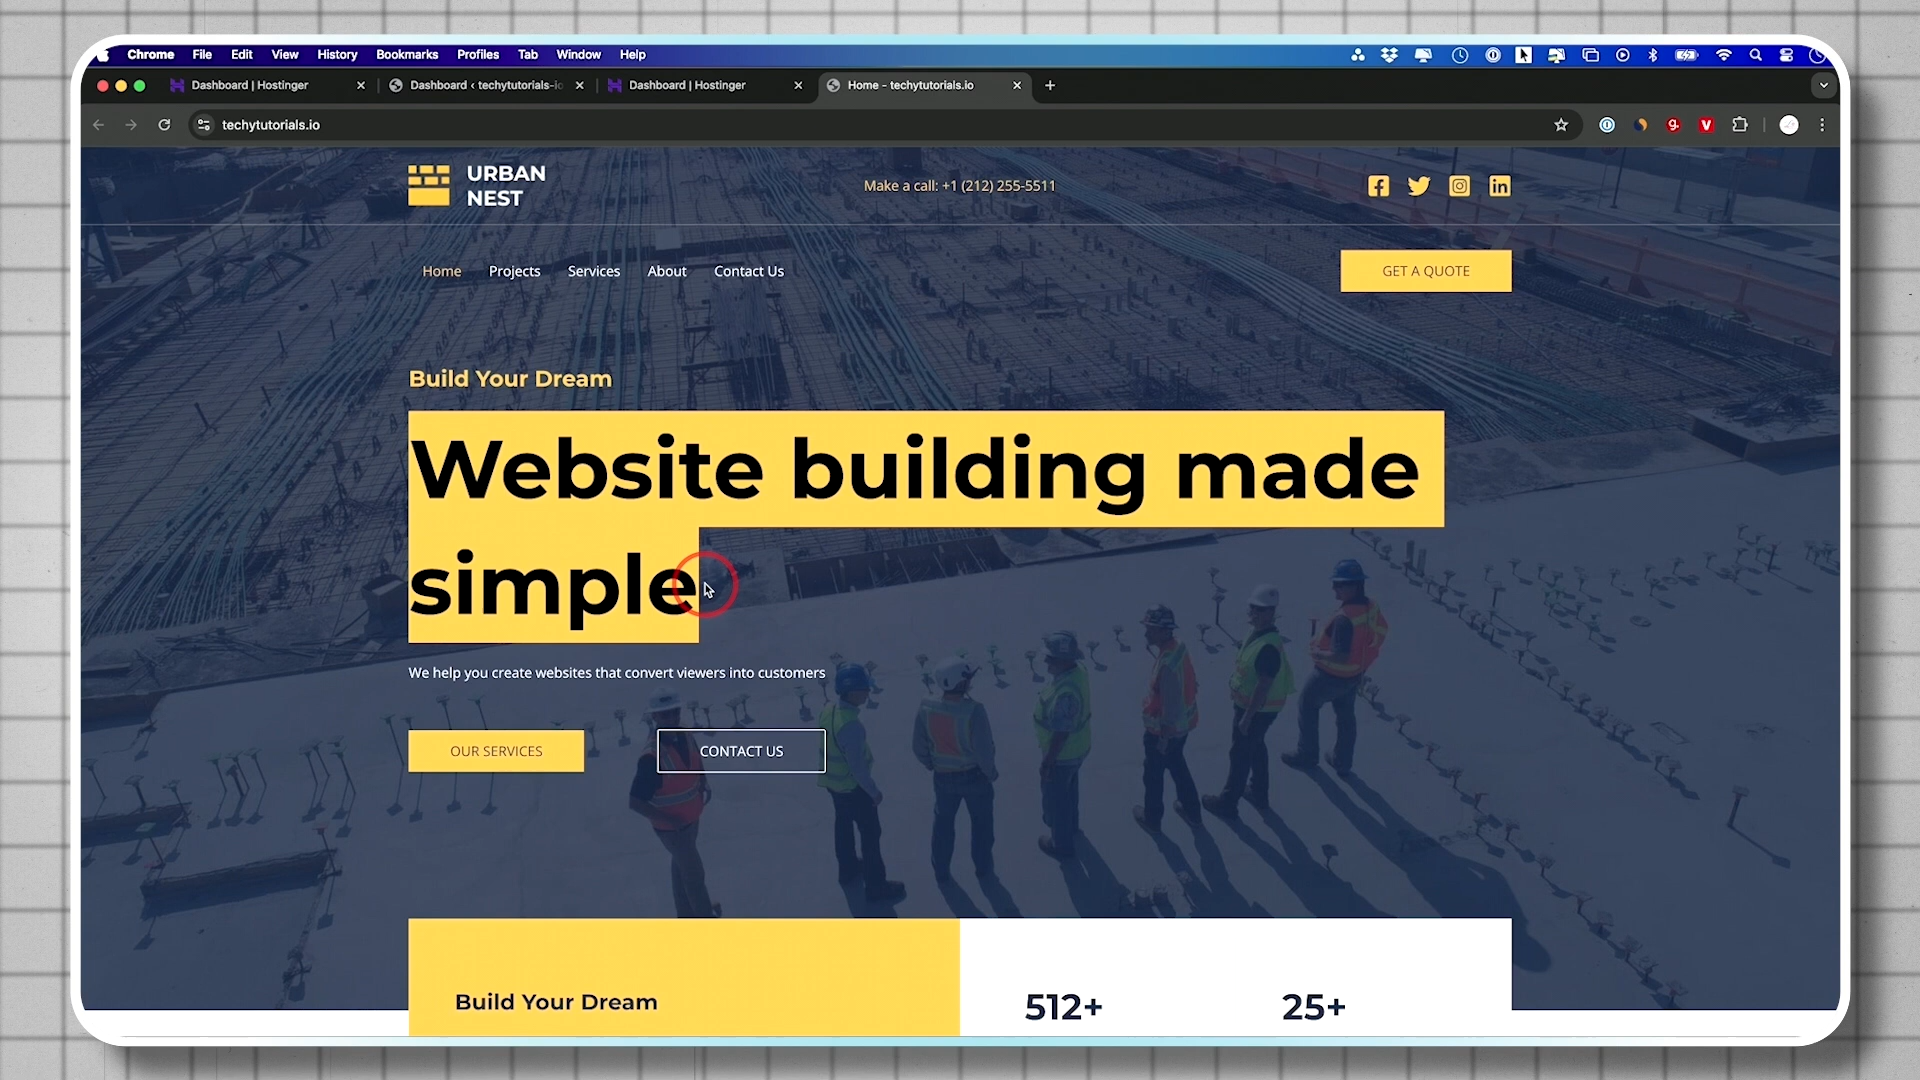 Chrome File Edit View History Bookmarks Profiles Tab Window Help
Dashboard | Hostinger Dashboard ‹ techytutorials-io Dashboard | Hostinger Home - techytutorials.io
techytutorials.io
URBAN
NEST
Make a call: +1 (212) 255-5511
Home Projects Services About Contact Us
GET A QUOTE
Build Your Dream
Website building made
simple
We help you create websites that convert viewers into customers
OUR SERVICES CONTACT US
Build Your Dream
512+ 25+